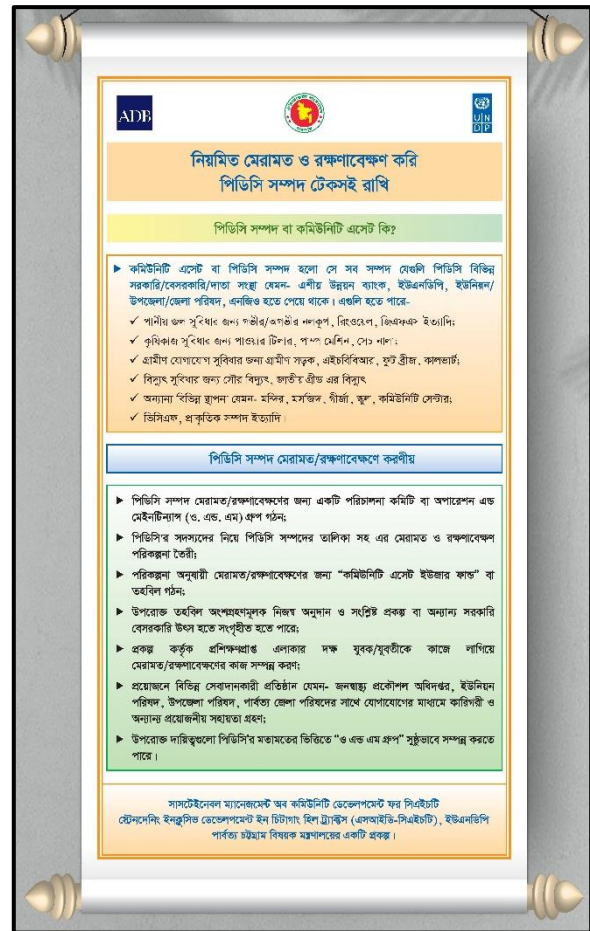 ADB
UN
DP
নিয়মিত মেরামত ও রক্ষণাবেক্ষণ করি
পিডিসি সম্পদ টেকসই রাখি
পিডিসি সম্পদ বা কমিউনিটি এসেট কি?
▶ কমিউনিটি এসেট বা পিডিসি সম্পদ হলো সে সব সম্পদ যেগুলি পিডিসি বিভিন্ন
সরকারি/বেসরকারি/দাতা সংস্থা যেমন- এশীয় উন্নয়ন ব্যাংক, ইউএনডিপি, ইউনিয়ন/
উপজেলা/জেলা পরিষদ, এনজিও হতে পেয়ে থাকে। এগুলি হতে পারে-
✓ পানীয় জল সুবিধার জন্য গভীর/অগভীর নলকূপ, রিংওয়েল, জিএফএস ইত্যাদি;
✓ কৃষিকাজ সুবিধার জন্য পাওয়ার টিলার, পাম্প মেশিন, সেচ নালা;
✓ গ্রামীণ যোগাযোগ সুবিধার জন্য গ্রামীণ সড়ক, এইচবিবিআর, ফুট ব্রীজ, কালভার্ট;
✓ বিদ্যুৎ সুবিধার জন্য সৌর বিদ্যুৎ, জাতীয় গ্রীড এর বিদ্যুৎ
✓ অন্যান্য বিভিন্ন স্থাপনা যেমন- মন্দির, মসজিদ, গীর্জা, স্কুল, কমিউনিটি সেন্টার;
✓ ভিসিএফ, প্রাকৃতিক সম্পদ ইত্যাদি।
পিডিসি সম্পদ মেরামত/রক্ষণাবেক্ষণে করণীয়
▶ পিডিসি সম্পদ মেরামত/রক্ষণাবেক্ষণের জন্য একটি পরিচালনা কমিটি বা অপারেশন এন্ড
মেইনটিন্যান্স (ও. এন্ড. এম) গ্রুপ গঠন;
▶ পিডিসি'র সদস্যদের নিয়ে পিডিসি সম্পদের তালিকা সহ এর মেরামত ও রক্ষণাবেক্ষণ
পরিকল্পনা তৈরী;
▶ পরিকল্পনা অনুযায়ী মেরামত/রক্ষণাবেক্ষণের জন্য “কমিউনিটি এসেট ইউজার ফান্ড” বা
তহবিল গঠন;
▶ উপরোক্ত তহবিল অংশগ্রহণমূলক নিজস্ব অনুদান ও সংশ্লিষ্ট প্রকল্প বা অন্যান্য সরকারি
বেসরকারি উৎস হতে সংগৃহীত হতে পারে;
▶ প্রকল্প কর্তৃক প্রশিক্ষণপ্রাপ্ত এলাকার দক্ষ যুবক/যুবতীকে কাজে লাগিয়ে
মেরামত/রক্ষণাবেক্ষণের কাজ সম্পন্ন করণ;
▶ প্রয়োজনে বিভিন্ন সেবাদানকারী প্রতিষ্ঠান যেমন- জনস্বাস্থ্য প্রকৌশল অধিদপ্তর, ইউনিয়ন
পরিষদ, উপজেলা পরিষদ, পার্বত্য জেলা পরিষদের সাথে যোগাযোগের মাধ্যমে কারিগরী ও
অন্যান্য প্রয়োজনীয় সহায়তা গ্রহণ;
▶ উপরোক্ত দায়িত্বগুলো পিডিসি'র মতামতের ভিত্তিতে “ও এন্ড এম গ্রুপ” সুষ্ঠুভাবে সম্পন্ন করতে
পারে।
সাসটেইনেবল ম্যানেজমেন্ট অব কমিউনিটি ডেভেলপমেন্ট ফর সিএইচটি
স্ট্রেনদেনিং ইনক্লুসিভ ডেভেলপমেন্ট ইন চিটাগাং হিল ট্র্যাক্টস (এসআইডি-সিএইচটি), ইউএনডিপি
পার্বত্য চট্টগ্রাম বিষয়ক মন্ত্রণালয়ের একটি প্রকল্প।